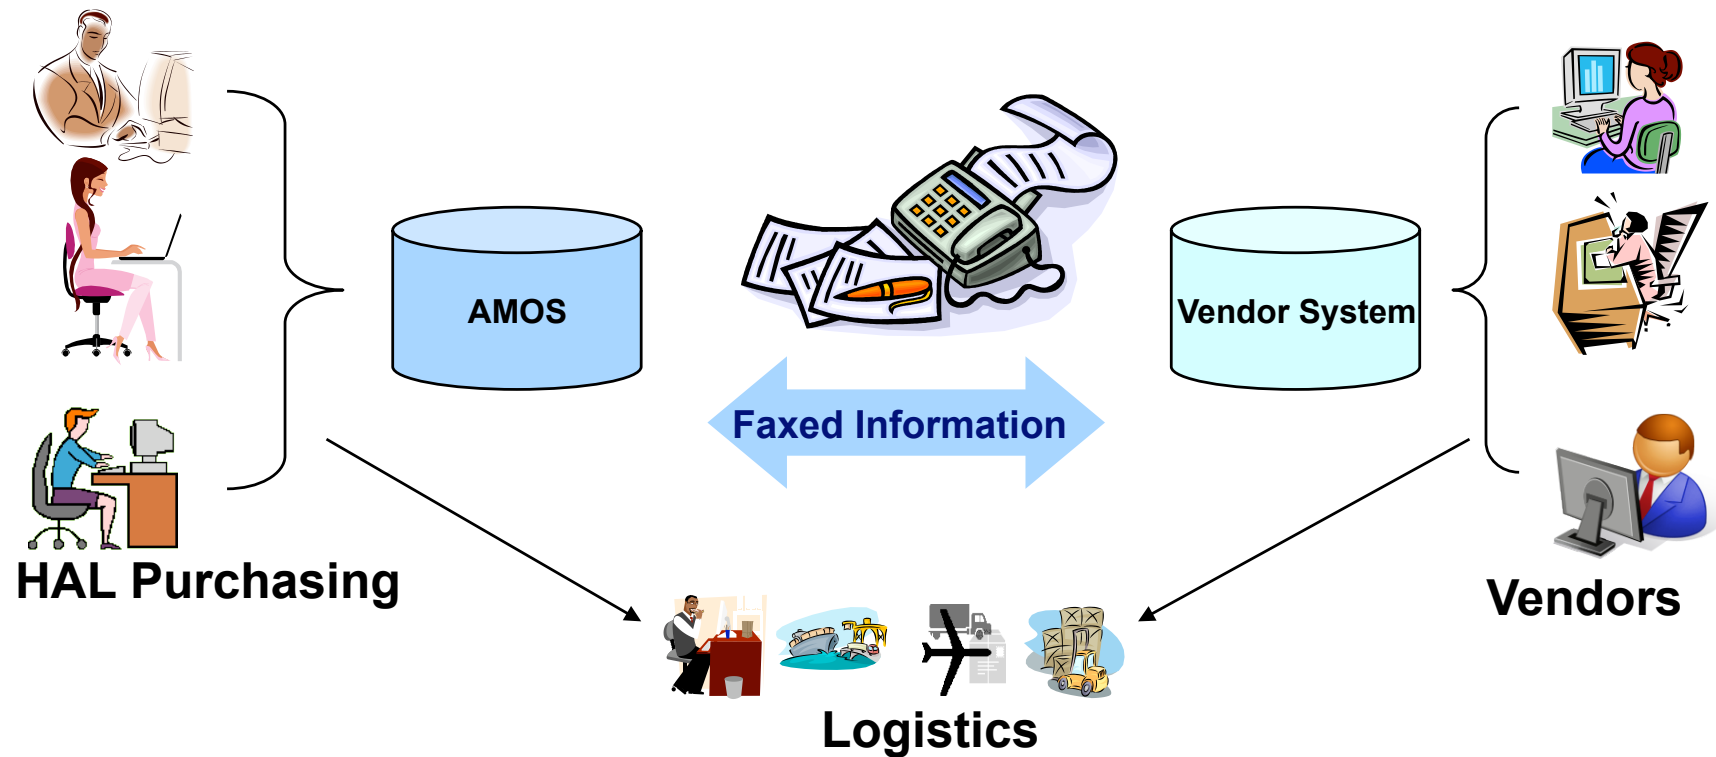 AMOS
Vendor System
Faxed Information
HAL Purchasing
Vendors
Logistics